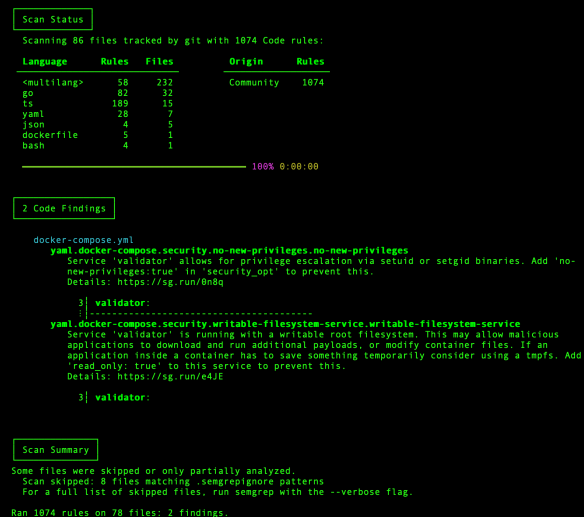 Scan Status
Scanning 86 files tracked by git with 1074 Code rules:
Language Rules Files Origin Rules
<multilang> 58 232 Community 1074
go 82 32
ts 189 15
yaml 28 7
json 4 5
dockerfile 5 1
bash 4 1
100% 0:00:00
2 Code Findings
docker-compose.yml
yaml.docker-compose.security.no-new-privileges.no-new-privileges
Service 'validator' allows for privilege escalation via setuid or setgid binaries. Add 'no-
new-privileges:true' in 'security_opt' to prevent this.
Details: https://sg.run/0n8q
3┆ validator:
⋮┆----------------------------------------
yaml.docker-compose.security.writable-filesystem-service.writable-filesystem-service
Service 'validator' is running with a writable root filesystem. This may allow malicious
applications to download and run additional payloads, or modify container files. If an
application inside a container has to save something temporarily consider using a tmpfs. Add
'read_only: true' to this service to prevent this.
Details: https://sg.run/e4JE
3┆ validator:
Scan Summary
Some files were skipped or only partially analyzed.
Scan skipped: 8 files matching .semgrepignore patterns
For a full list of skipped files, run semgrep with the --verbose flag.
Ran 1074 rules on 78 files: 2 findings.